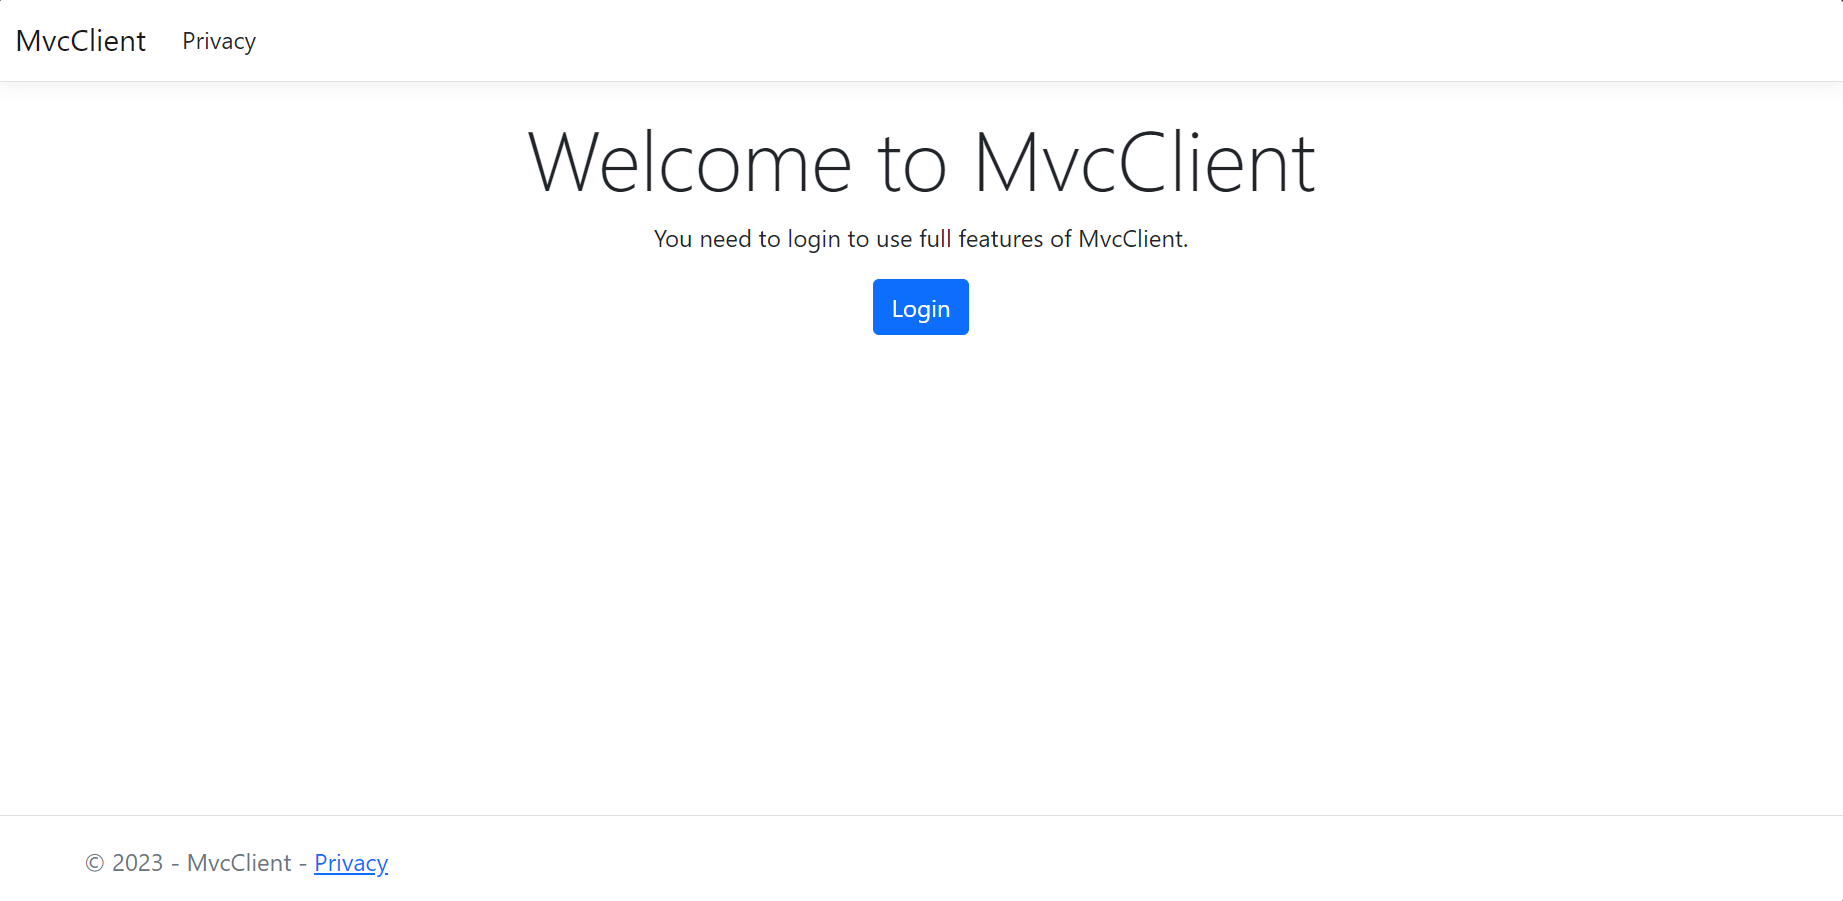 MvcClient Privacy
Welcome to MvcClient
You need to login to use full features of MvcClient.
Login
© 2023 - MvcClient - Privacy